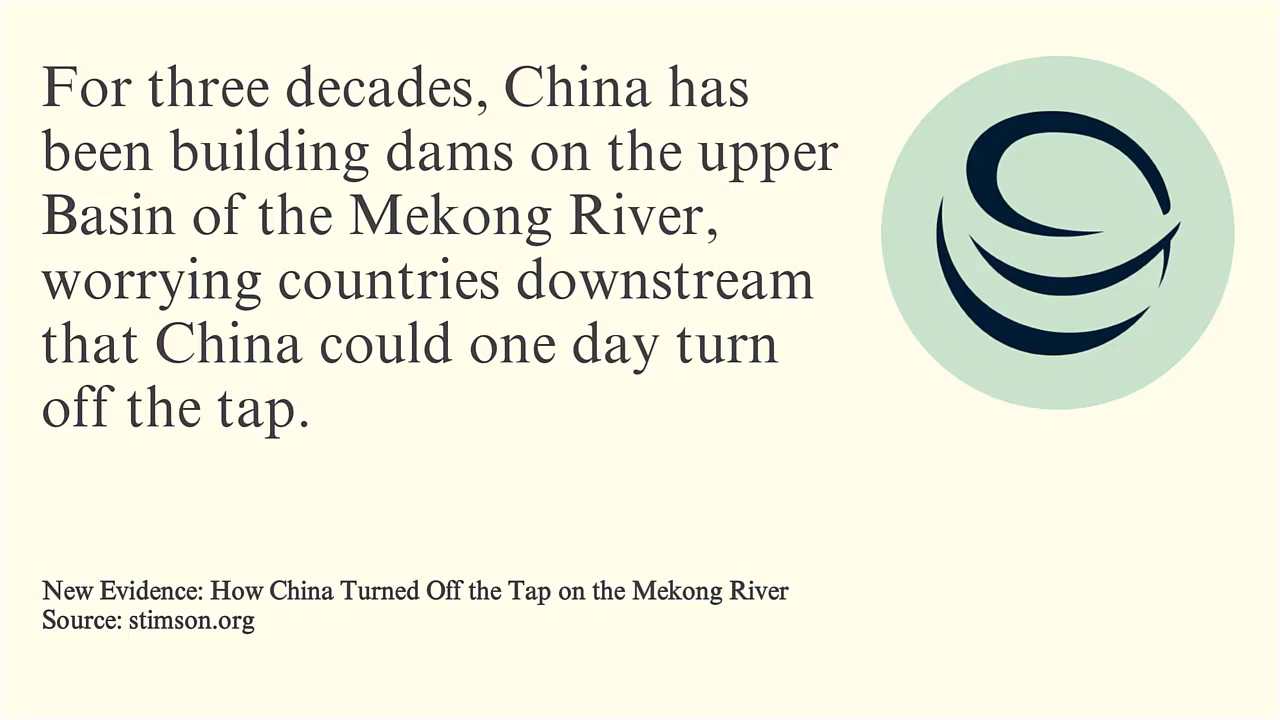 For three decades, China has
been building dams on the upper
Basin of the Mekong River,
worrying countries downstream
that China could one day turn
off the tap.
New Evidence: How China Turned Off the Tap on the Mekong River
Source: stimson.org